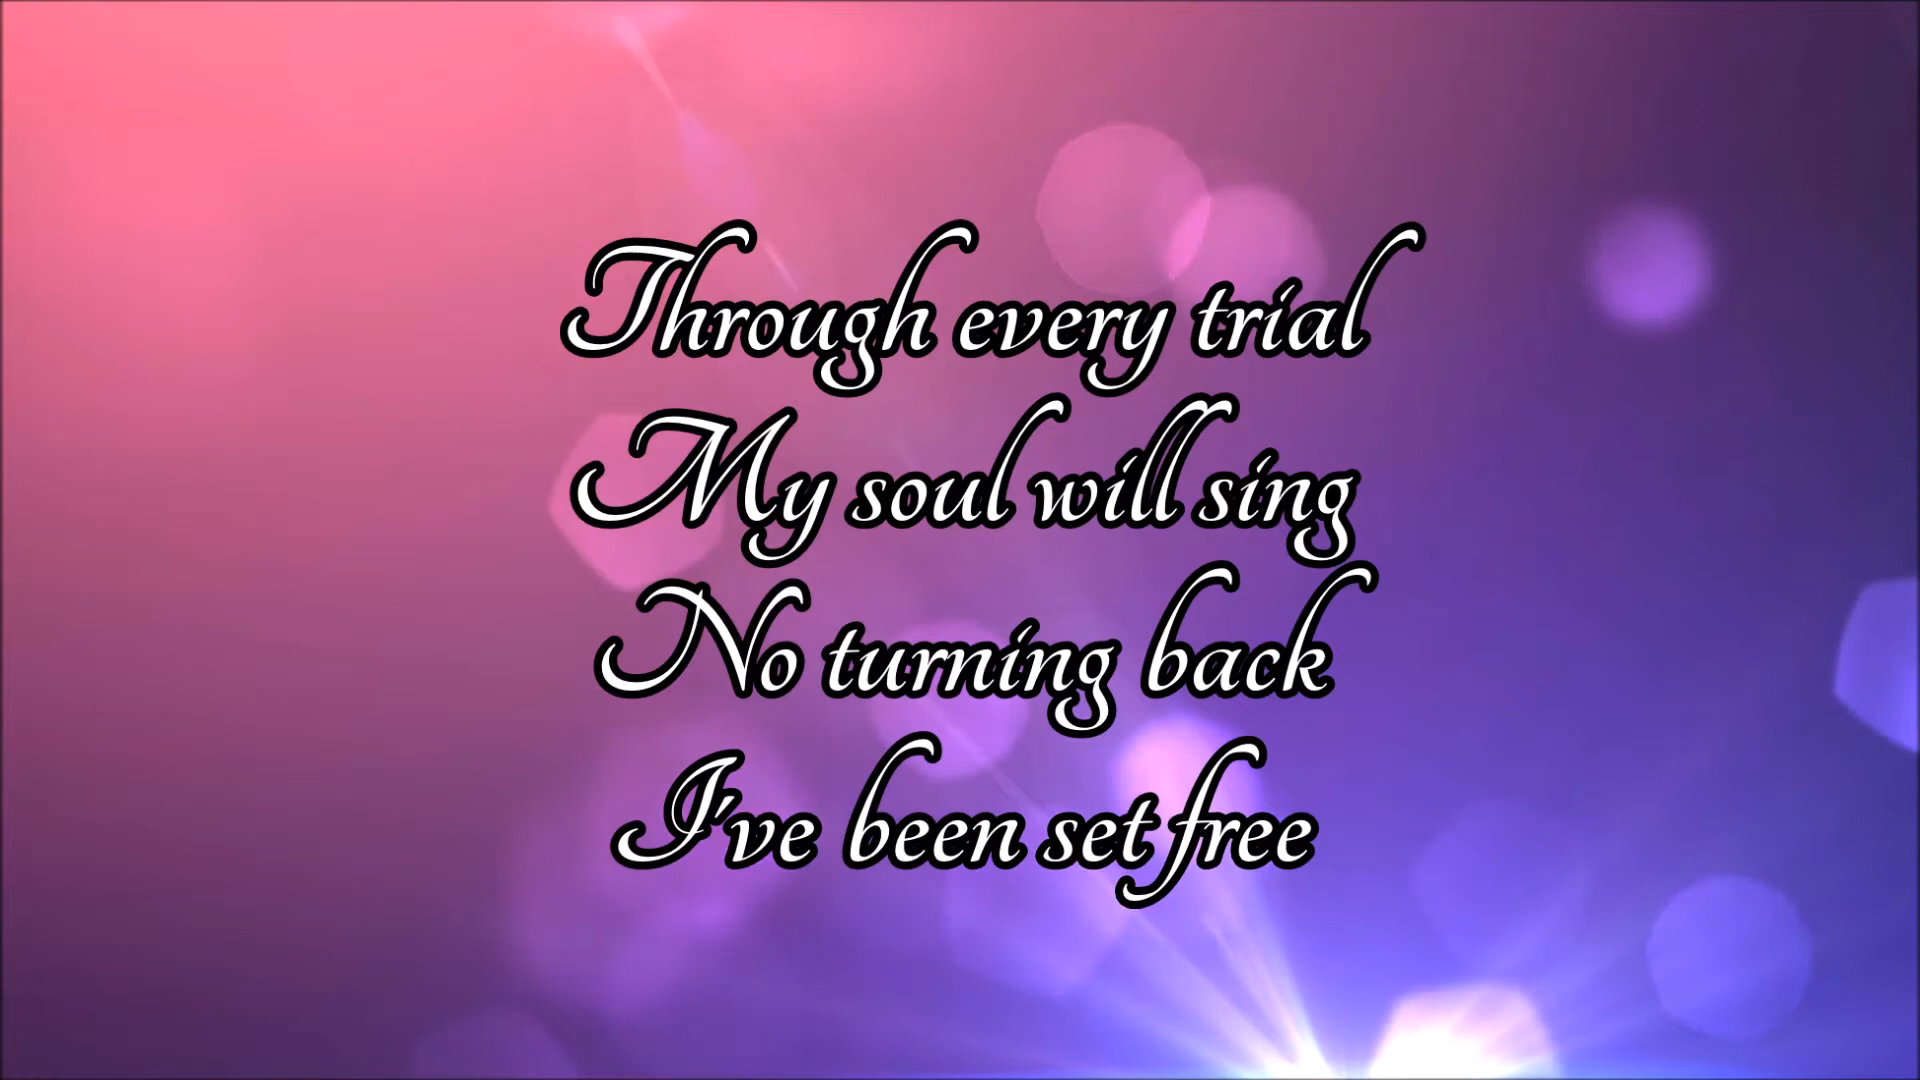 Through every trial
My soul will sing
No turning back
I've been set free